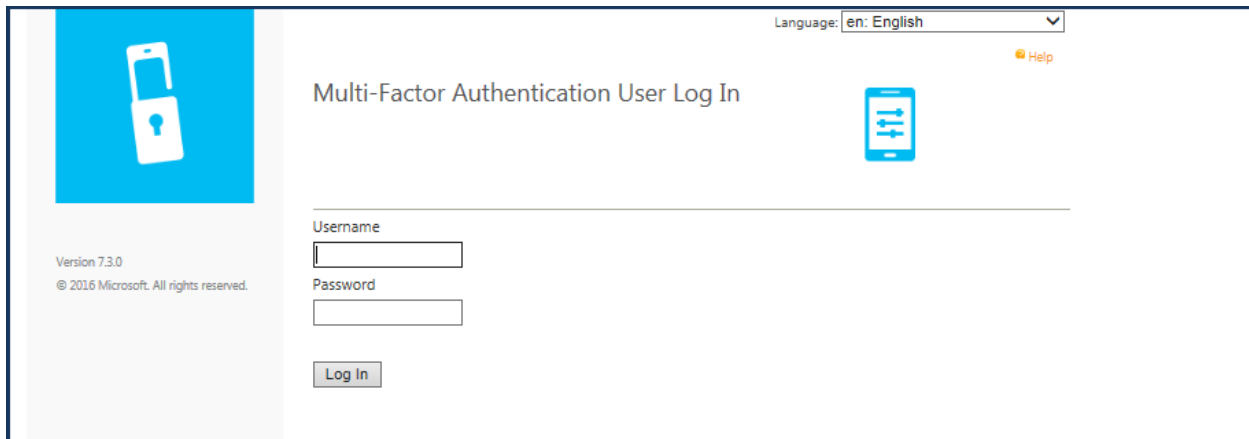 Language: en: English
Help
Multi-Factor Authentication User Log In
Username
Version 7.3.0
© 2016 Microsoft. All rights reserved.
Password
Log In